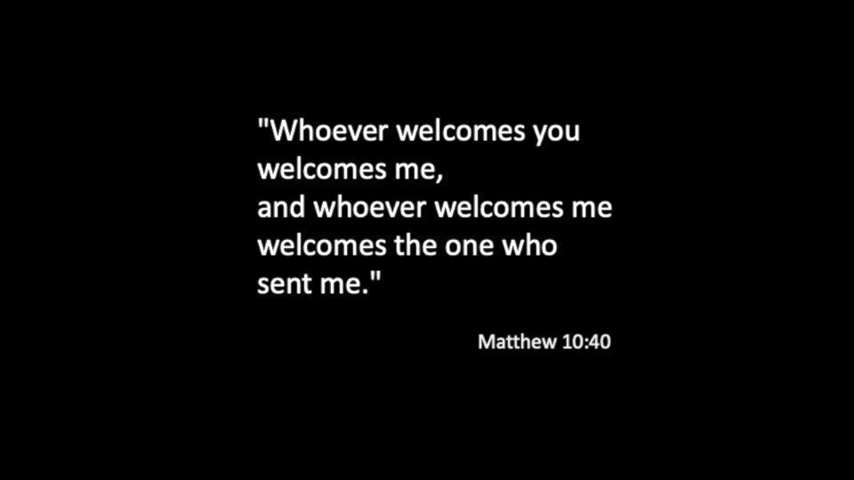 "Whoever welcomes you
welcomes me,
and whoever welcomes me
welcomes the one who
sent me."
Matthew 10:40